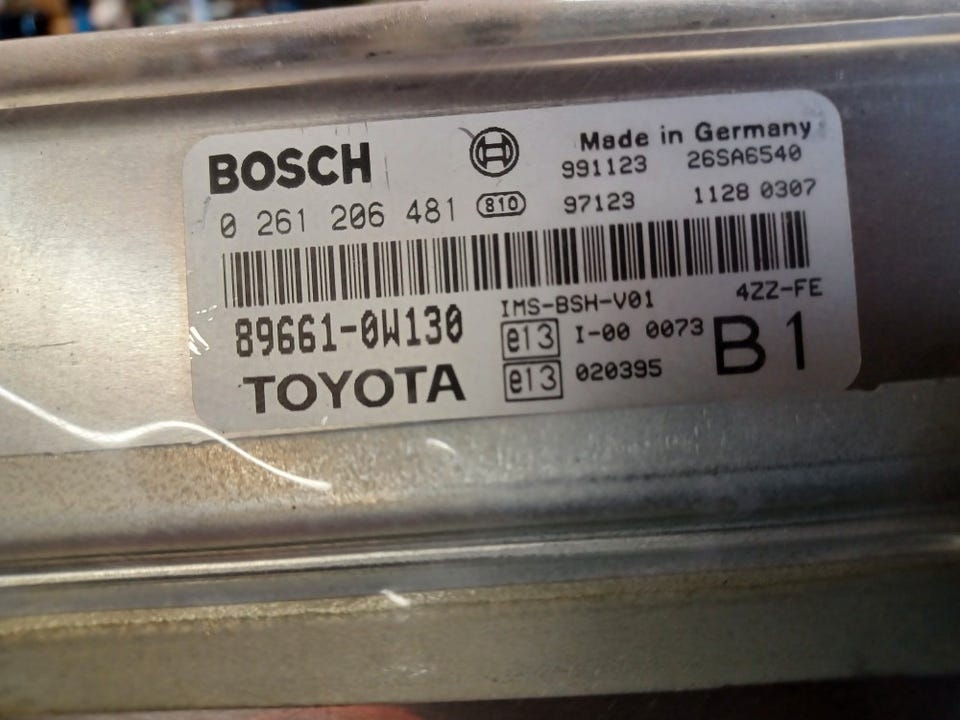 BOSCH
Made in Germany
991123 26SA6540
0 261 206 481 810 97123 1128 0307
IMS-BSH-V01 4ZZ-FE
89661-0W130 e13 I-00 0073 B1
TOYOTA e13 020395